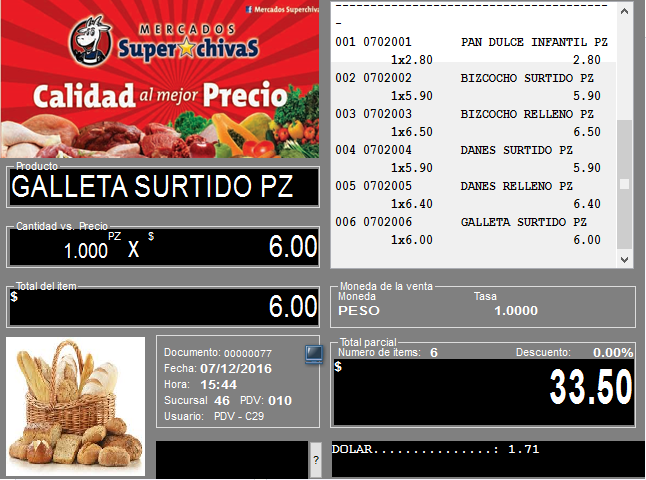 Mercados Superchiva
MERCADOS
SuperchivaS
Calidad al mejor Precio
Producto
GALLETA SURTIDO PZ
Cantidad vs. Precio
1.000 PZ X $ 6.00
Total del item
$ 6.00
Documento: 00000077
Fecha: 07/12/2016
Hora: 15:44
Sucursal 46 PDV: 010
Usuario: PDV - C29
?
001 0702001 PAN DULCE INFANTIL PZ
1x2.80 2.80
002 0702002 BIZCOCHO SURTIDO PZ
1x5.90 5.90
003 0702003 BIZCOCHO RELLENO PZ
1x6.50 6.50
004 0702004 DANES SURTIDO PZ
1x5.90 5.90
005 0702005 DANES RELLENO PZ
1x6.40 6.40
006 0702006 GALLETA SURTIDO PZ
1x6.00 6.00
Moneda de la venta
Moneda Tasa
PESO 1.0000
Total parcial
Numero de items: 6 Descuento: 0.00%
$ 33.50
DOLAR...............: 1.71